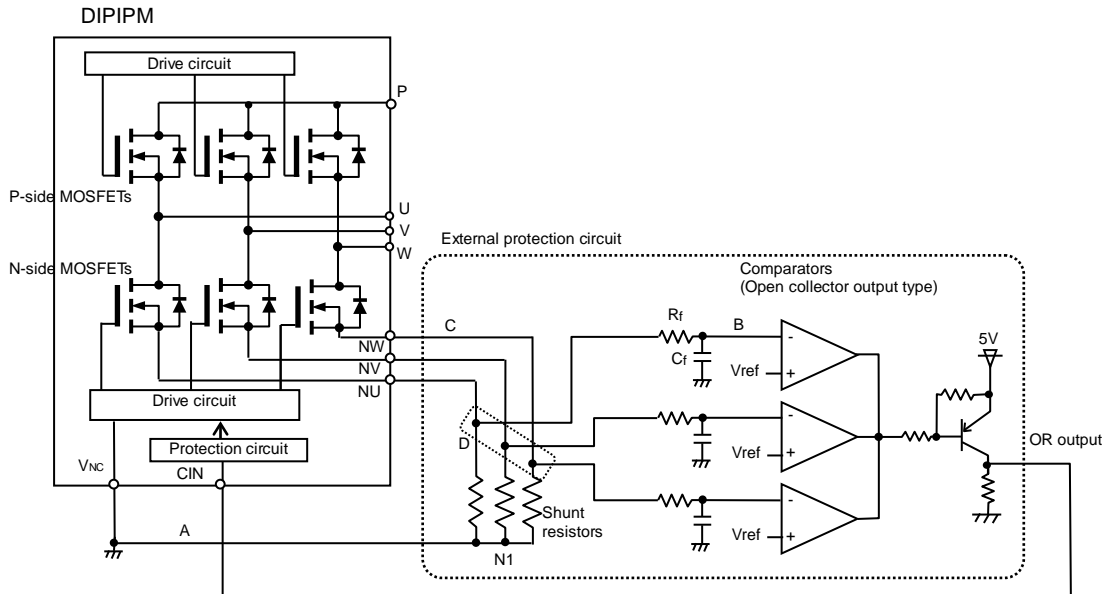 DIPIPM
Drive circuit
P
P-side MOSFETs
U
V
W
N-side MOSFETs
External protection circuit
Comparators
(Open collector output type)
C
Rf
B
5V
NW
NV
NU
Cf
Vref
-
+
Drive circuit
D
Vref
-
+
OR output
Protection circuit
VNC
CIN
Shunt
resistors
Vref
-
+
A
N1